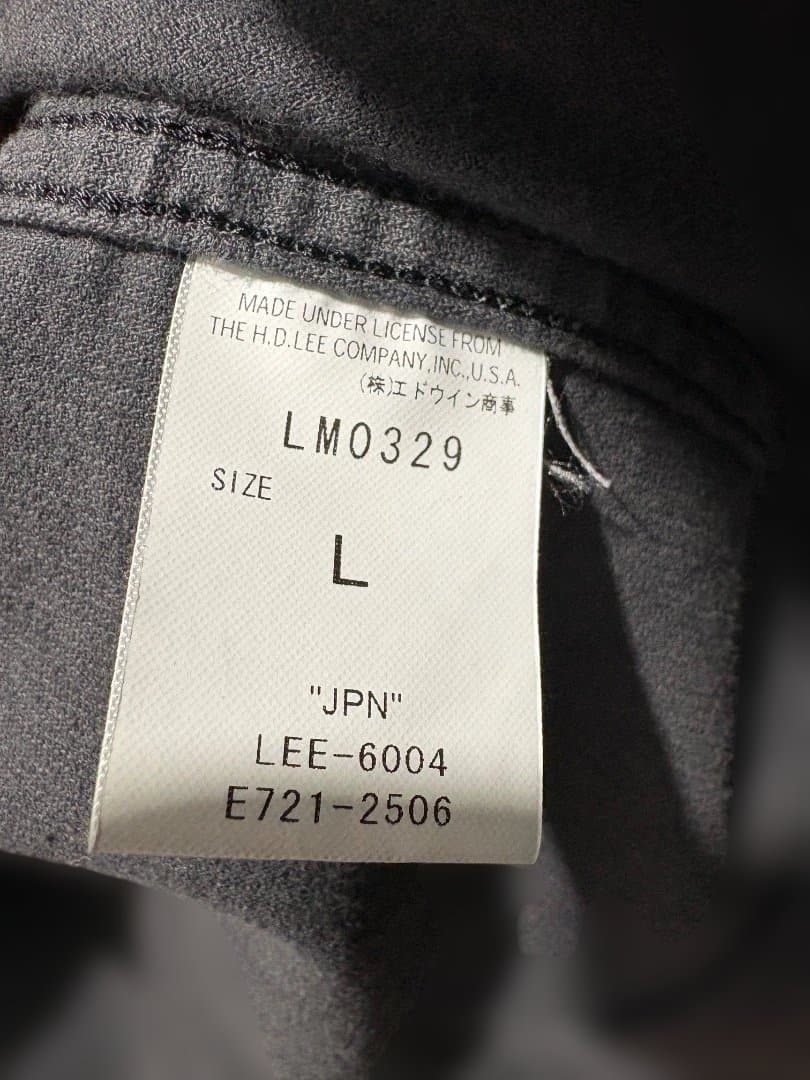 MADE UNDER LICENSE FROM
THE H.D.LEE COMPANY,INC.,U.S.A.
(株)エドウイン商事
LM0329
SIZE
L
"JPN"
LEE-6004
E721-2506